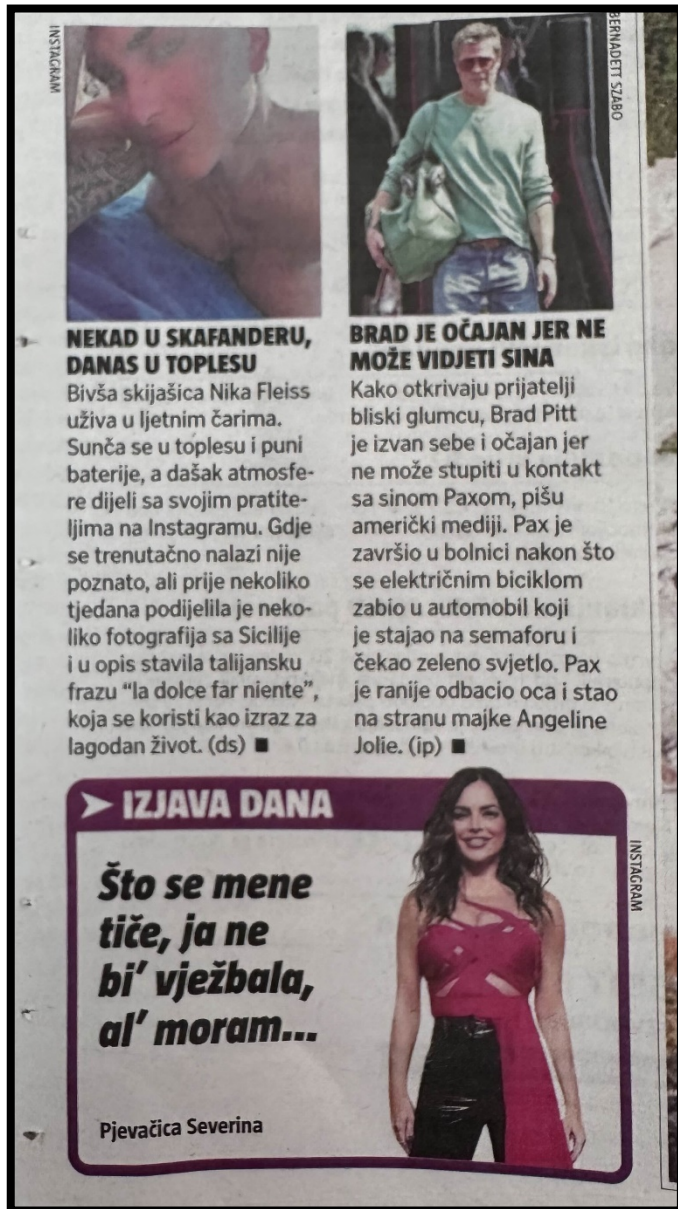 INSTAGRAM
BERNADETT SZABO
NEKAD U SKAFANDERU,
DANAS U TOPLESU
Bivša skijašica Nika Fleiss
uživa u ljetnim čarima.
Sunča se u toplesu i puni
baterije, a dašak atmosfe-
re dijeli sa svojim pratite-
ljima na Instagramu. Gdje
se trenutačno nalazi nije
poznato, ali prije nekoliko
tjedana podijelila je neko-
liko fotografija sa Sicilije
i u opis stavila talijansku
frazu “la dolce far niente”,
koja se koristi kao izraz za
lagodan život. (ds) ■
BRAD JE OČAJAN JER NE
MOŽE VIDJETI SINA
Kako otkrivaju prijatelji
bliski glumcu, Brad Pitt
je izvan sebe i očajan jer
ne može stupiti u kontakt
sa sinom Paxom, pišu
američki mediji. Pax je
završio u bolnici nakon što
se električnim biciklom
zabio u automobil koji
je stajao na semaforu i
čekao zeleno svjetlo. Pax
je ranije odbacio oca i stao
na stranu majke Angeline
Jolie. (ip) ■
➤ IZJAVA DANA
Što se mene
tiče, ja ne
bi’ vježbala,
al’ moram...
Pjevačica Severina
INSTAGRAM